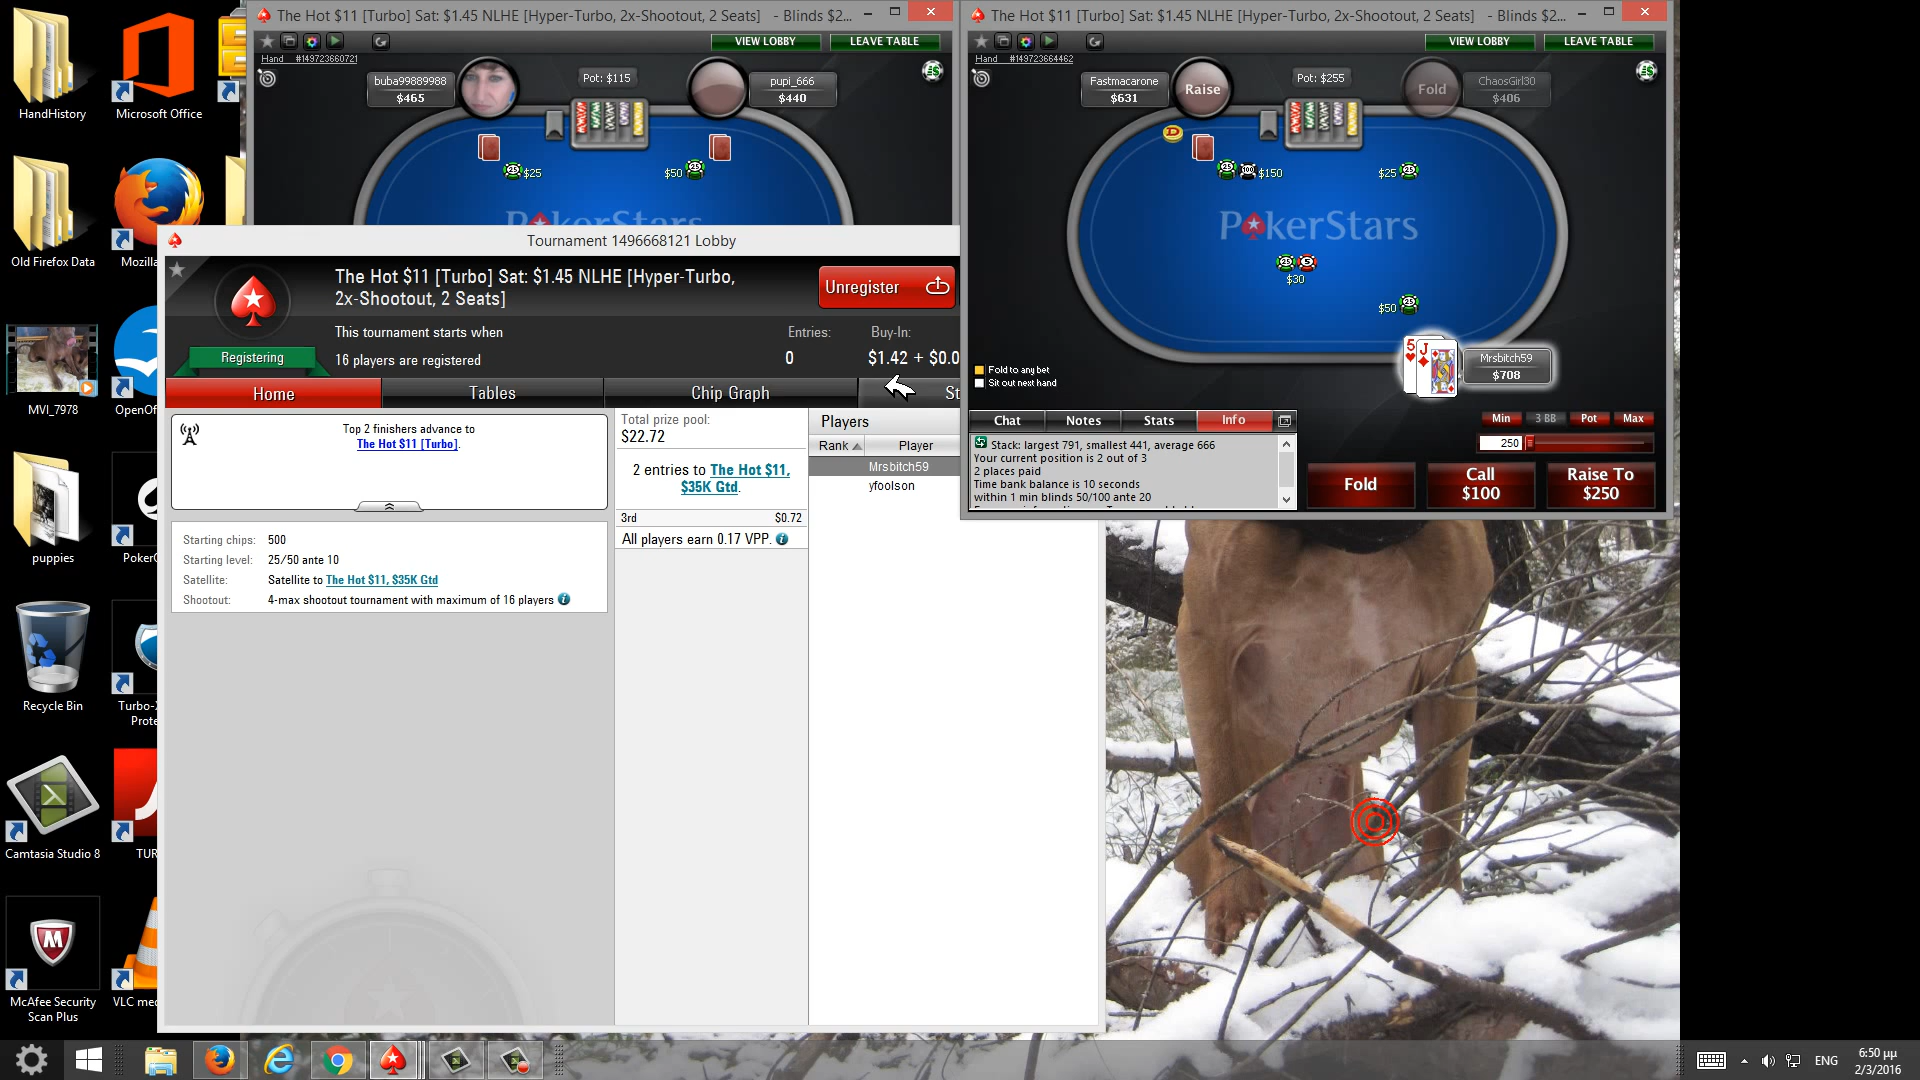 HandHistory
Microsoft Office
Old Firefox Data
Mozilla
MVI_7978
OpenOf
puppies
PokerC
Recycle Bin
Turbo-X
Prote
Camtasia Studio 8
TUR
McAfee Security
Scan Plus
VLC med
The Hot $11 [Turbo] Sat: $1.45 NLHE [Hyper-Turbo, 2x-Shootout, 2 Seats] - Blinds $2...
VIEW LOBBY
LEAVE TABLE
Hand #149723660721
buba99889988
$465
Pot: $115
pupi_666
$440
$25
$50
PokerStars
The Hot $11 [Turbo] Sat: $1.45 NLHE [Hyper-Turbo, 2x-Shootout, 2 Seats] - Blinds $2...
VIEW LOBBY
LEAVE TABLE
Hand #149723664462
Fastmacarone
$631
Raise
Pot: $255
Fold
ChaosGirl30
$406
D
$150
$25
PokerStars
$30
$50
5 J
Mrsbitch59
$708
Fold to any bet
Sit out next hand
Chat
Notes
Stats
Info
Stack: largest 791, smallest 441, average 666
Your current position is 2 out of 3
2 places paid
Time bank balance is 10 seconds
within 1 min blinds 50/100 ante 20
Min
3 BB
Pot
Max
250
Fold
Call
$100
Raise To
$250
Tournament 1496668121 Lobby
The Hot $11 [Turbo] Sat: $1.45 NLHE [Hyper-Turbo,
2x-Shootout, 2 Seats]
Unregister
This tournament starts when
16 players are registered
Entries:
0
Buy-In:
$1.42 + $0.0
Registering
Home
Tables
Chip Graph
St
Top 2 finishers advance to
The Hot $11 [Turbo].
Starting chips: 500
Starting level: 25/50 ante 10
Satellite: Satellite to The Hot $11, $35K Gtd
Shootout: 4-max shootout tournament with maximum of 16 players
Total prize pool:
$22.72
2 entries to The Hot $11,
$35K Gtd.
3rd $0.72
All players earn 0.17 VPP.
Players
Rank Player
Mrsbitch59
yfoolson
ENG
6:50 μμ
2/3/2016